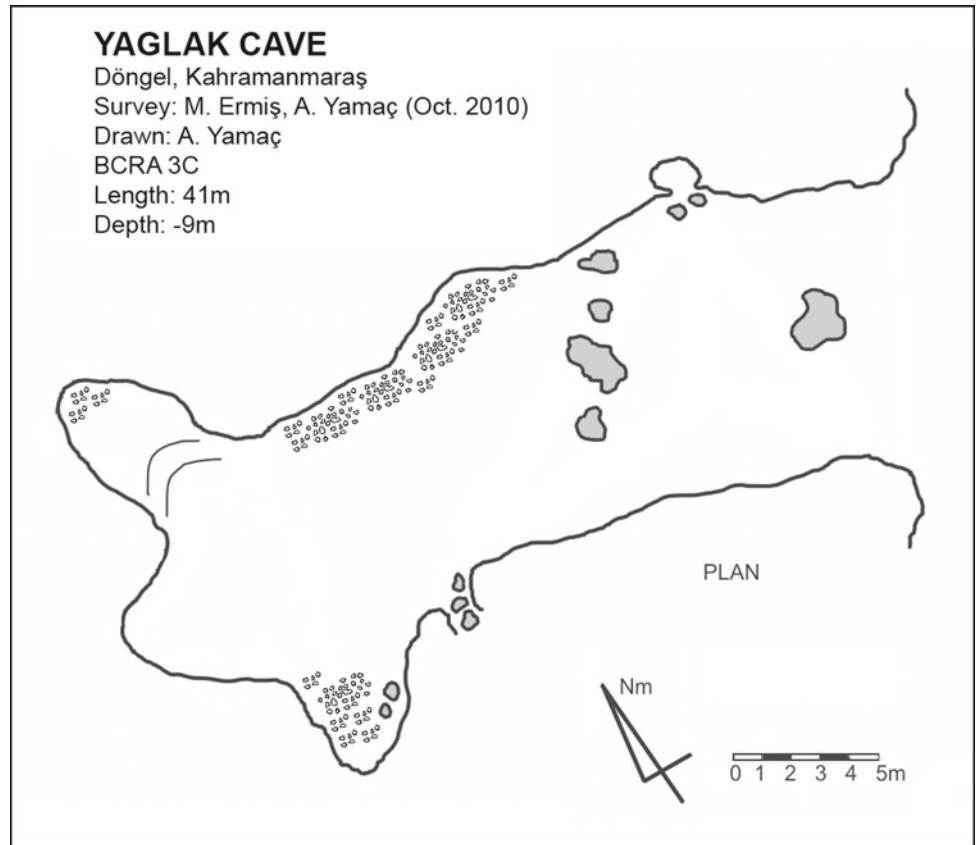 YAGLAK CAVE
Döngel, Kahramanmaraş
Survey: M. Ermiş, A. Yamaç (Oct. 2010)
Drawn: A. Yamaç
BCRA 3C
Length: 41m
Depth: -9m
PLAN
Nm
0 1 2 3 4 5m